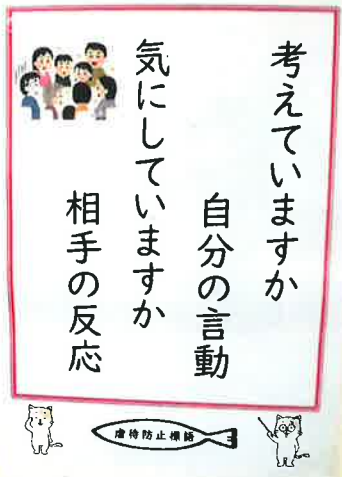 考えていますか
自分の言動
気にしていますか
相手の反応
虐待防止標語